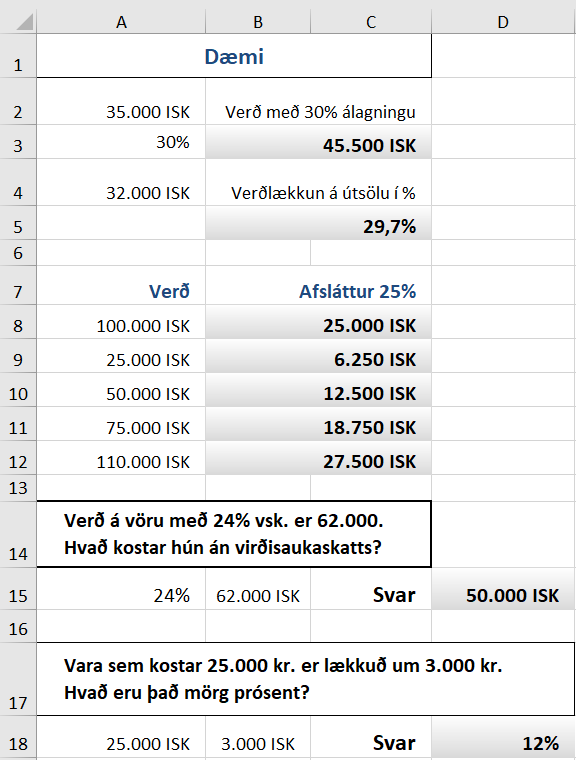 A B C D
1 Dæmi
2 35.000 ISK Verð með 30% álagningu
3 30% 45.500 ISK
4 32.000 ISK Verðlækkun á útsölu í %
5 29,7%
6
7 Verð Afsláttur 25%
8 100.000 ISK 25.000 ISK
9 25.000 ISK 6.250 ISK
10 50.000 ISK 12.500 ISK
11 75.000 ISK 18.750 ISK
12 110.000 ISK 27.500 ISK
13
Verð á vöru með 24% vsk. er 62.000.
14 Hvað kostar hún án virðisaukaskatts?
15 24% 62.000 ISK Svar 50.000 ISK
16
Vara sem kostar 25.000 kr. er lækkuð um 3.000 kr.
17 Hvað eru það mörg prósent?
18 25.000 ISK 3.000 ISK Svar 12%